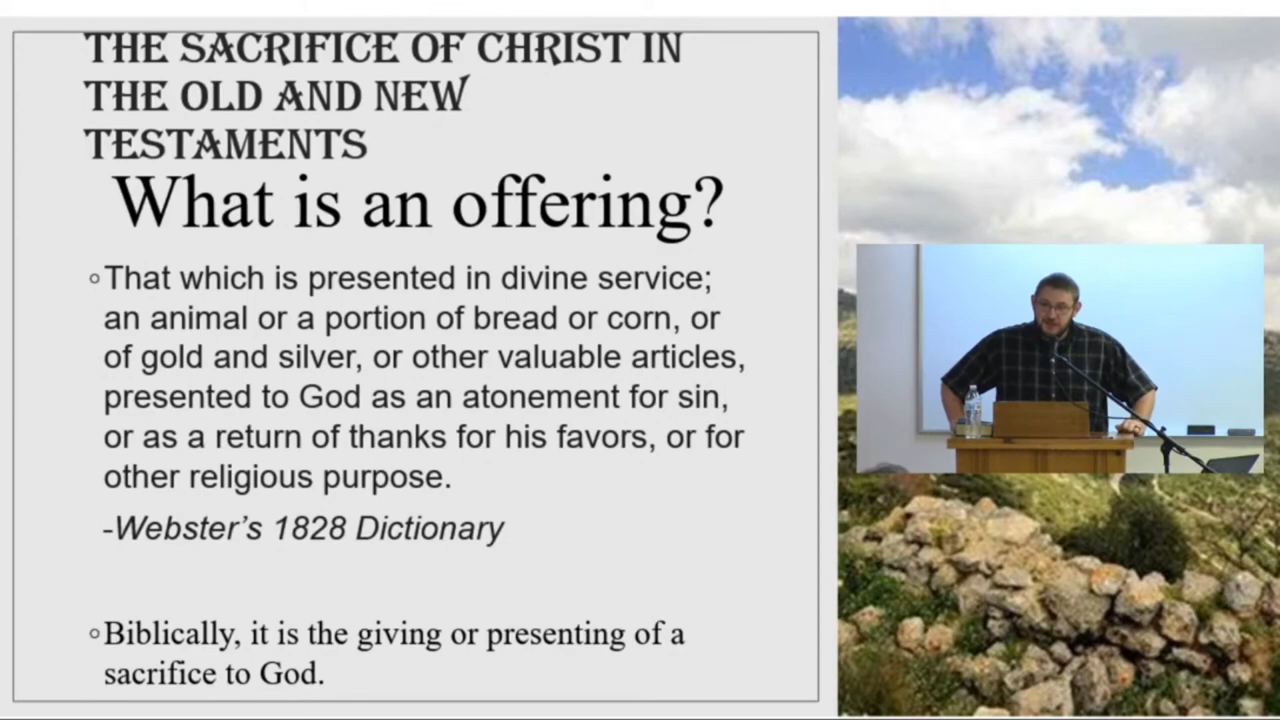 THE SACRIFICE OF CHRIST IN
THE OLD AND NEW
TESTAMENTS
What is an offering?
◦That which is presented in divine service;
an animal or a portion of bread or corn, or
of gold and silver, or other valuable articles,
presented to God as an atonement for sin,
or as a return of thanks for his favors, or for
other religious purpose.
-Webster’s 1828 Dictionary
◦Biblically, it is the giving or presenting of a
sacrifice to God.